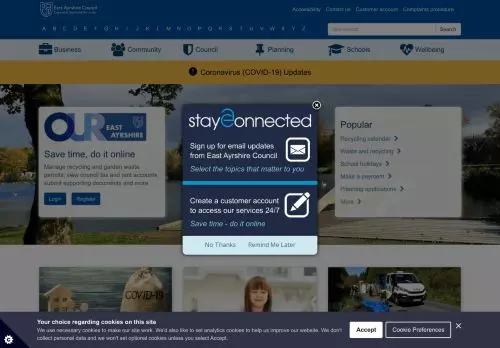 East Ayrshire Council
Accessibility Contact us Customer account Complaints procedure
A B C D E F G H I J K L M N O P Q R S T U V W X Y Z
Search
Business Community Council Planning Schools Wellbeing
Coronavirus (COVID-19) Updates
OUR EAST AYRSHIRE
Save time, do it online
Manage recycling and garden waste
permits, view council tax and rent accounts
submit supporting documents and more
Login Register
stayconnected
Sign up for email updates
from East Ayrshire Council
Select the topics that matter to you
Create a customer account
to access our services 24/7
Save time - do it online
No Thanks Remind Me Later
Popular
Recycling calendar
Waste and recycling
School holidays
Make a payment
Planning applications
More
COVID-19
Your choice regarding cookies on this site
We use necessary cookies to make our site work. We'd also like to set analytics cookies to help us improve our website. We don't
collect personal data and we won't set optional cookies unless you select Accept.
Accept Cookie Preferences